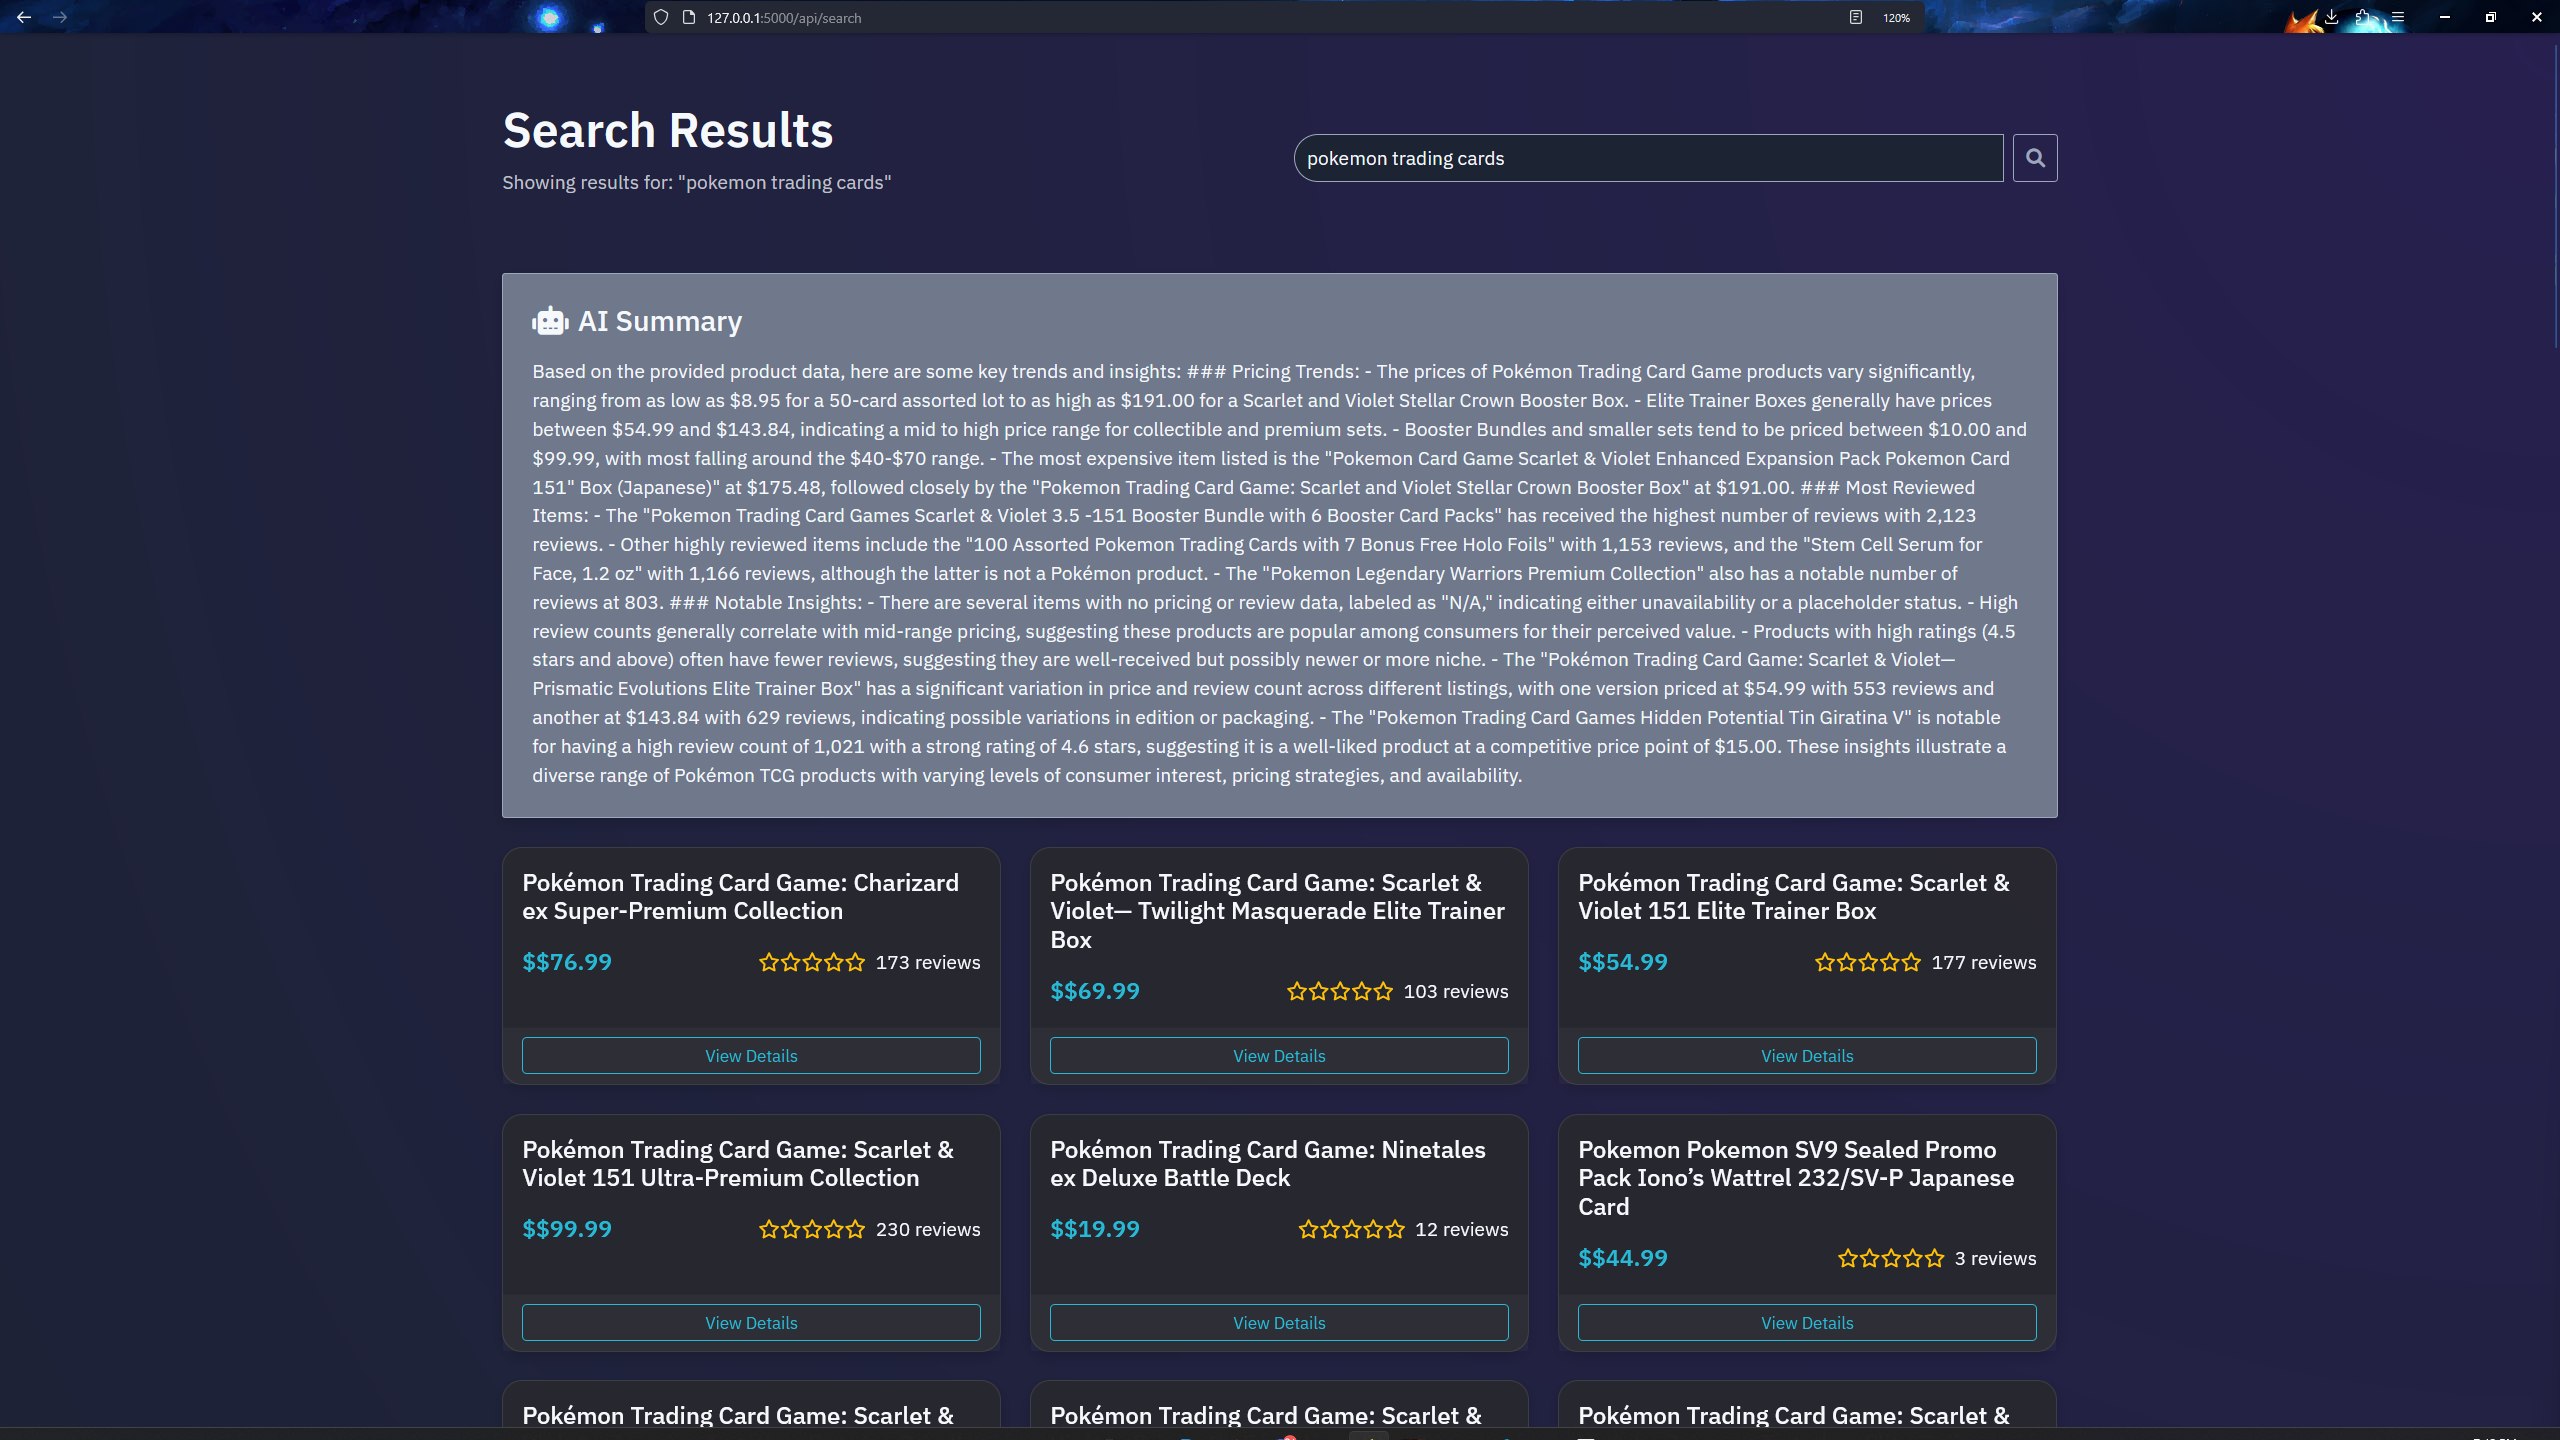 127.0.0.1:5000/api/search
120%
Search Results
pokemon trading cards
Showing results for: "pokemon trading cards"
AI Summary
Based on the provided product data, here are some key trends and insights: ### Pricing Trends: - The prices of Pokémon Trading Card Game products vary significantly,
ranging from as low as $8.95 for a 50-card assorted lot to as high as $191.00 for a Scarlet and Violet Stellar Crown Booster Box. - Elite Trainer Boxes generally have prices
between $54.99 and $143.84, indicating a mid to high price range for collectible and premium sets. - Booster Bundles and smaller sets tend to be priced between $10.00 and
$99.99, with most falling around the $40-$70 range. - The most expensive item listed is the "Pokemon Card Game Scarlet & Violet Enhanced Expansion Pack Pokemon Card
151" Box (Japanese)" at $175.48, followed closely by the "Pokemon Trading Card Game: Scarlet and Violet Stellar Crown Booster Box" at $191.00. ### Most Reviewed
Items: - The "Pokemon Trading Card Games Scarlet & Violet 3.5 -151 Booster Bundle with 6 Booster Card Packs" has received the highest number of reviews with 2,123
reviews. - Other highly reviewed items include the "100 Assorted Pokemon Trading Cards with 7 Bonus Free Holo Foils" with 1,153 reviews, and the "Stem Cell Serum for
Face, 1.2 oz" with 1,166 reviews, although the latter is not a Pokémon product. - The "Pokemon Legendary Warriors Premium Collection" also has a notable number of
reviews at 803. ### Notable Insights: - There are several items with no pricing or review data, labeled as "N/A," indicating either unavailability or a placeholder status. - High
review counts generally correlate with mid-range pricing, suggesting these products are popular among consumers for their perceived value. - Products with high ratings (4.5
stars and above) often have fewer reviews, suggesting they are well-received but possibly newer or more niche. - The "Pokémon Trading Card Game: Scarlet & Violet—
Prismatic Evolutions Elite Trainer Box" has a significant variation in price and review count across different listings, with one version priced at $54.99 with 553 reviews and
another at $143.84 with 629 reviews, indicating possible variations in edition or packaging. - The "Pokemon Trading Card Games Hidden Potential Tin Giratina V" is notable
for having a high review count of 1,021 with a strong rating of 4.6 stars, suggesting it is a well-liked product at a competitive price point of $15.00. These insights illustrate a
diverse range of Pokémon TCG products with varying levels of consumer interest, pricing strategies, and availability.
Pokémon Trading Card Game: Charizard
ex Super-Premium Collection
$$76.99
173 reviews
View Details
Pokémon Trading Card Game: Scarlet &
Violet— Twilight Masquerade Elite Trainer
Box
$$69.99
103 reviews
View Details
Pokémon Trading Card Game: Scarlet &
Violet 151 Elite Trainer Box
$$54.99
177 reviews
View Details
Pokémon Trading Card Game: Scarlet &
Violet 151 Ultra-Premium Collection
$$99.99
230 reviews
View Details
Pokémon Trading Card Game: Ninetales
ex Deluxe Battle Deck
$$19.99
12 reviews
View Details
Pokemon Pokemon SV9 Sealed Promo
Pack Iono’s Wattrel 232/SV-P Japanese
Card
$$44.99
3 reviews
View Details
Pokémon Trading Card Game: Scarlet &
Pokémon Trading Card Game: Scarlet &
Pokémon Trading Card Game: Scarlet &